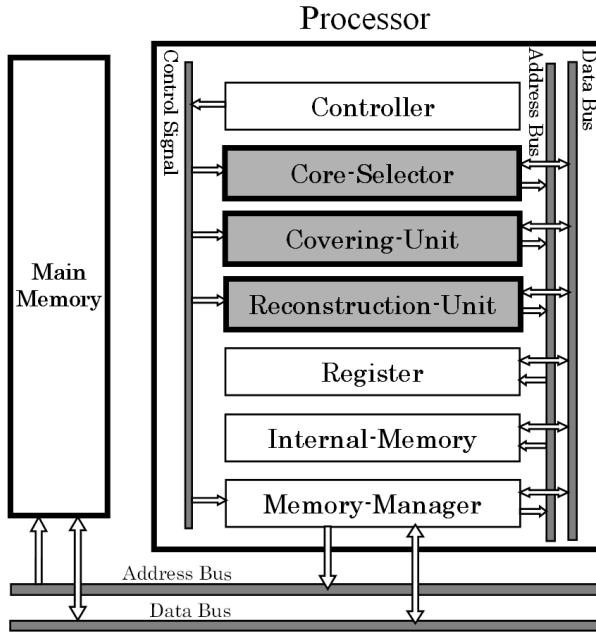 Processor
Control Signal
Address Bus
Data Bus
Controller
Core-Selector
Covering-Unit
Reconstruction-Unit
Main
Memory
Register
Internal-Memory
Memory-Manager
Address Bus
Data Bus